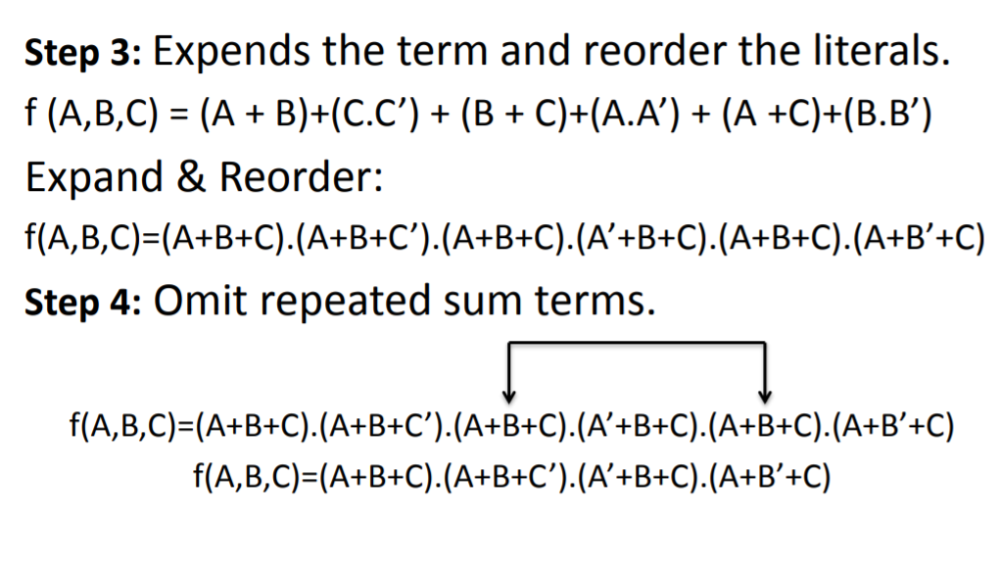 Step 3: Expends the term and reorder the literals.
f (A,B,C) = (A + B)+(C.C’) + (B + C)+(A.A’) + (A +C)+(B.B’)
Expand & Reorder:
f(A,B,C)=(A+B+C).(A+B+C’).(A+B+C).(A’+B+C).(A+B+C).(A+B’+C)
Step 4: Omit repeated sum terms.
f(A,B,C)=(A+B+C).(A+B+C’).(A+B+C).(A’+B+C).(A+B+C).(A+B’+C)
f(A,B,C)=(A+B+C).(A+B+C’).(A’+B+C).(A+B’+C)